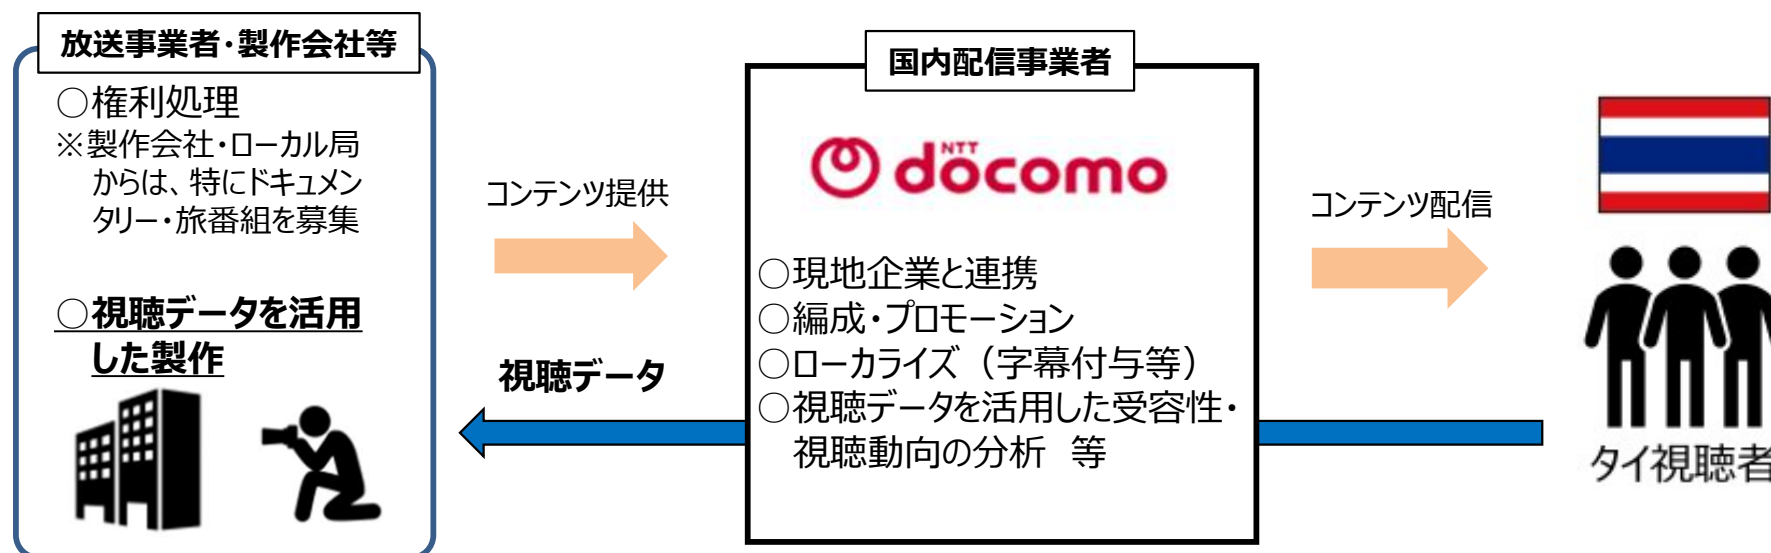 放送事業者・製作会社等
○権利処理
※製作会社・ローカル局
からは、特にドキュメン
タリー・旅番組を募集
○視聴データを活用
した製作
コンテンツ提供
視聴データ
国内配信事業者
NTT
docomo
○現地企業と連携
○編成・プロモーション
○ローカライズ（字幕付与等）
○視聴データを活用した受容性・
視聴動向の分析　等
コンテンツ配信
タイ視聴者